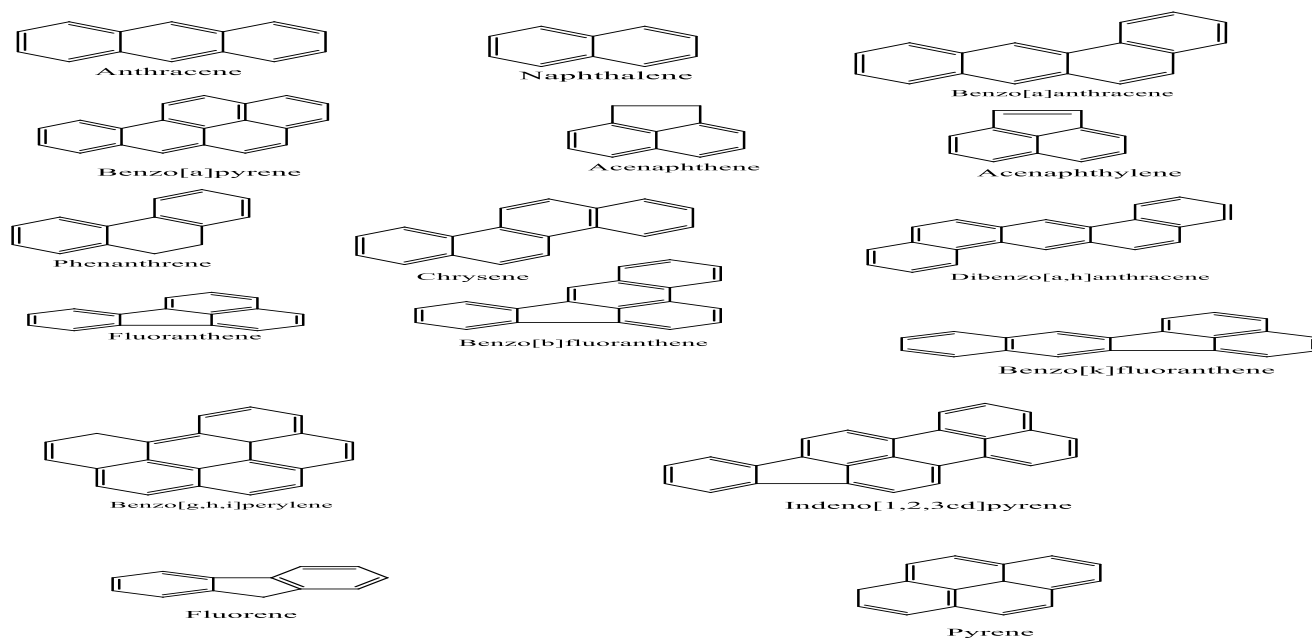 Anthracene
Naphthalene
Benzo[a]anthracene
Benzo[a]pyrene
Acenaphthene
Acenaphthylene
Phenanthrene
Chrysene
Dibenzo[a,h]anthracene
Fluoranthene
Benzo[b]fluoranthene
Benzo[k]fluoranthene
Benzo[g,h,i]perylene
Indeno[1,2,3cd]pyrene
Fluorene
Pyrene